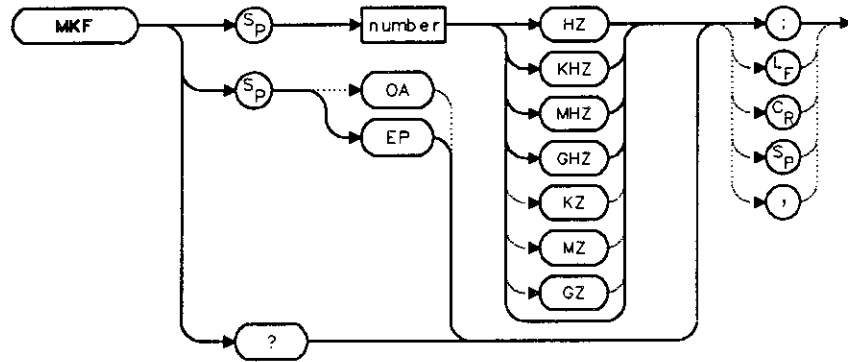 MKF
SP
number
HZ
KHZ
MHZ
GHZ
KZ
MZ
GZ
SP
OA
EP
?
;
LF
CR
SP
,